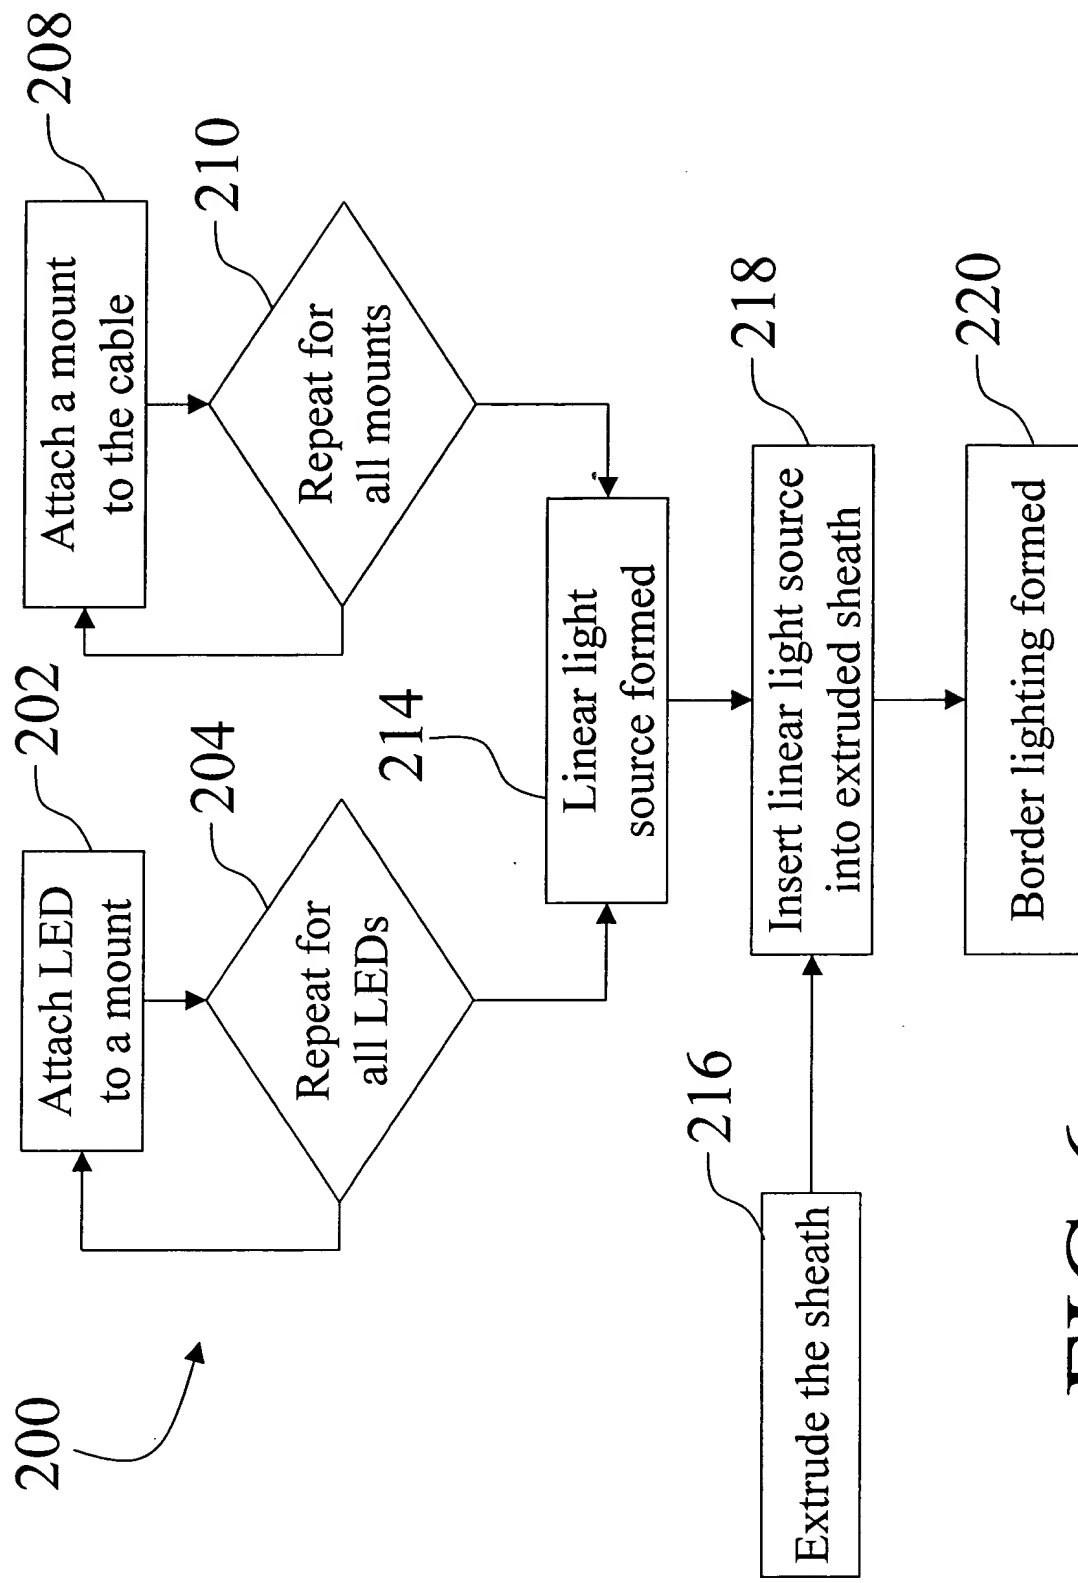 200
202
Attach LED
to a mount
204
Repeat for
all LEDs
208
Attach a mount
to the cable
210
Repeat for
all mounts
214
Linear light
source formed
216
Extrude the sheath
218
Insert linear light source
into extruded sheath
220
Border lighting formed